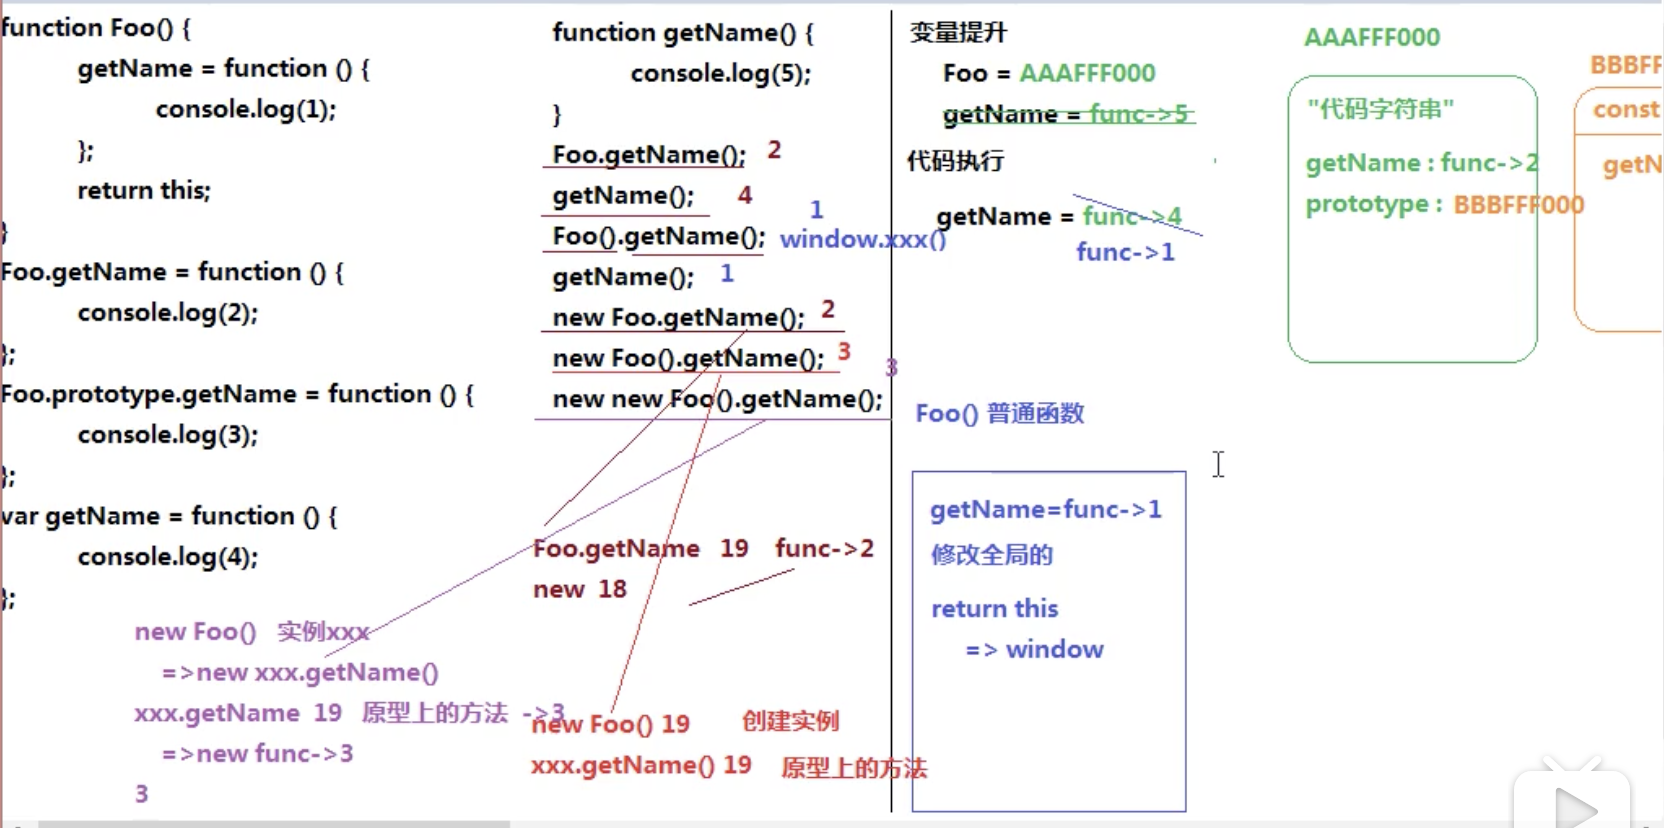 function Foo() {
getName = function () {
console.log(1);
};
return this;
}
Foo.getName = function () {
console.log(2);
};
Foo.prototype.getName = function () {
console.log(3);
};
var getName = function () {
console.log(4);
};
new Foo() 实例xxx
=>new xxx.getName()
xxx.getName 19 原型上的方法 ->3
=>new func->3
3
function getName() {
console.log(5);
}
Foo.getName(); 2
getName(); 4
1
Foo().getName(); window.xxx()
getName(); 1
new Foo.getName(); 2
new Foo().getName(); 3
new new Foo().getName(); 3
Foo.getName 19 func->2
new 18
new Foo() 19 创建实例
xxx.getName() 19 原型上的方法
变量提升
Foo = AAAFFF000
getName = func->5
代码执行
getName = func->4
func->1
Foo() 普通函数
getName=func->1
修改全局的
return this
=> window
AAAFFF000
"代码字符串"
getName : func->2
prototype : BBBFFF000
BBBFF
const
getN